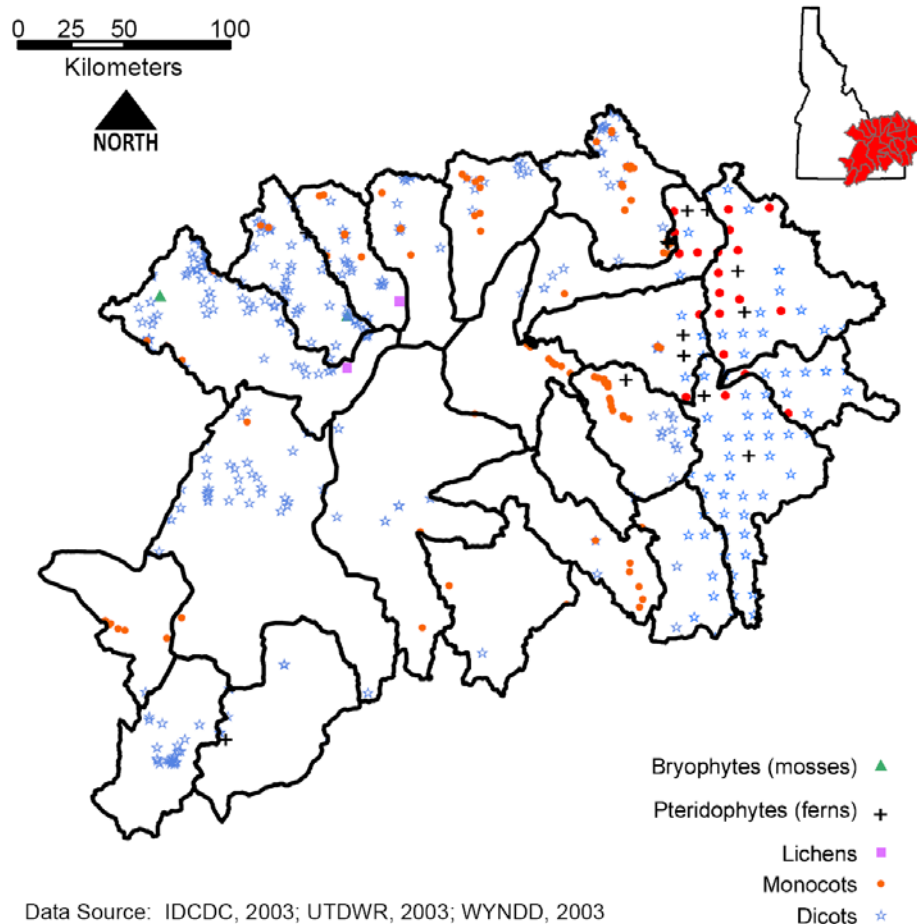 0 25 50 100
Kilometers
NORTH
Bryophytes (mosses)
Pteridophytes (ferns)
Lichens
Monocots
Dicots
Data Source: IDCDC, 2003; UTDWR, 2003; WYNDD, 2003